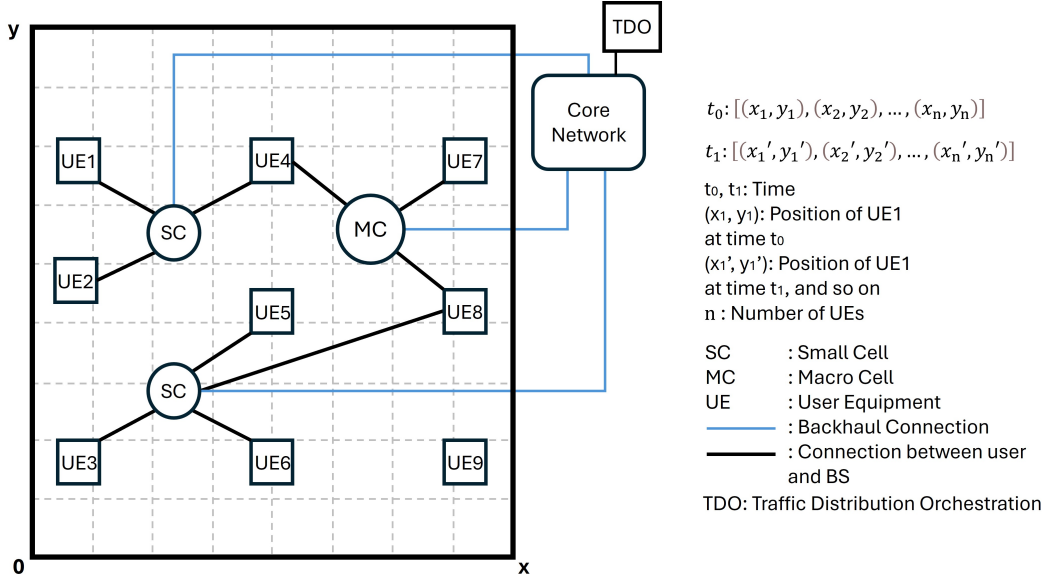 y
TDO
Core
Network
UE1
UE4
UE7
SC
MC
UE2
UE5
UE8
SC
UE3
UE6
UE9
0
x
t₀: [(x₁, y₁), (x₂, y₂), …, (xₙ, yₙ)]
t₁: [(x₁′, y₁′), (x₂′, y₂′), …, (xₙ′, yₙ′)]
t₀, t₁: Time
(x₁, y₁): Position of UE1
at time t₀
(x₁’, y₁’): Position of UE1
at time t₁, and so on
n : Number of UEs
SC : Small Cell
MC : Macro Cell
UE : User Equipment
: Backhaul Connection
: Connection between user
and BS
TDO: Traffic Distribution Orchestration